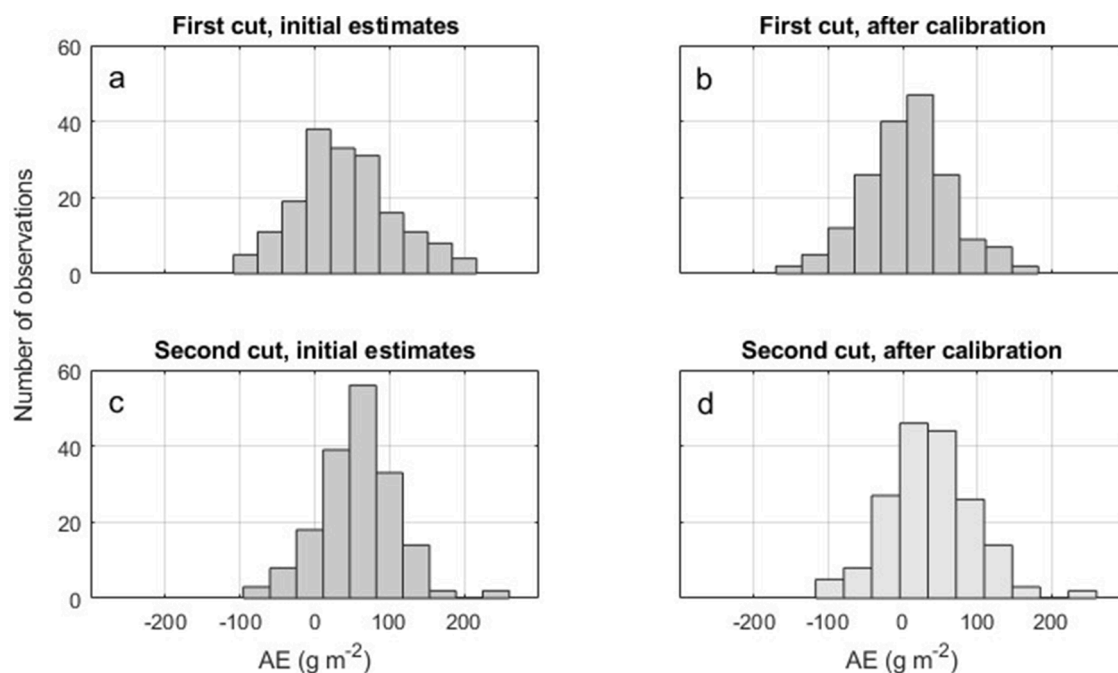 First cut, initial estimates
First cut, after calibration
60
40
20
0
a
b
Number of observations
Second cut, initial estimates
Second cut, after calibration
60
40
20
0
c
d
-200 -100 0 100 200
-200 -100 0 100 200
AE (g m⁻²)
AE (g m⁻²)